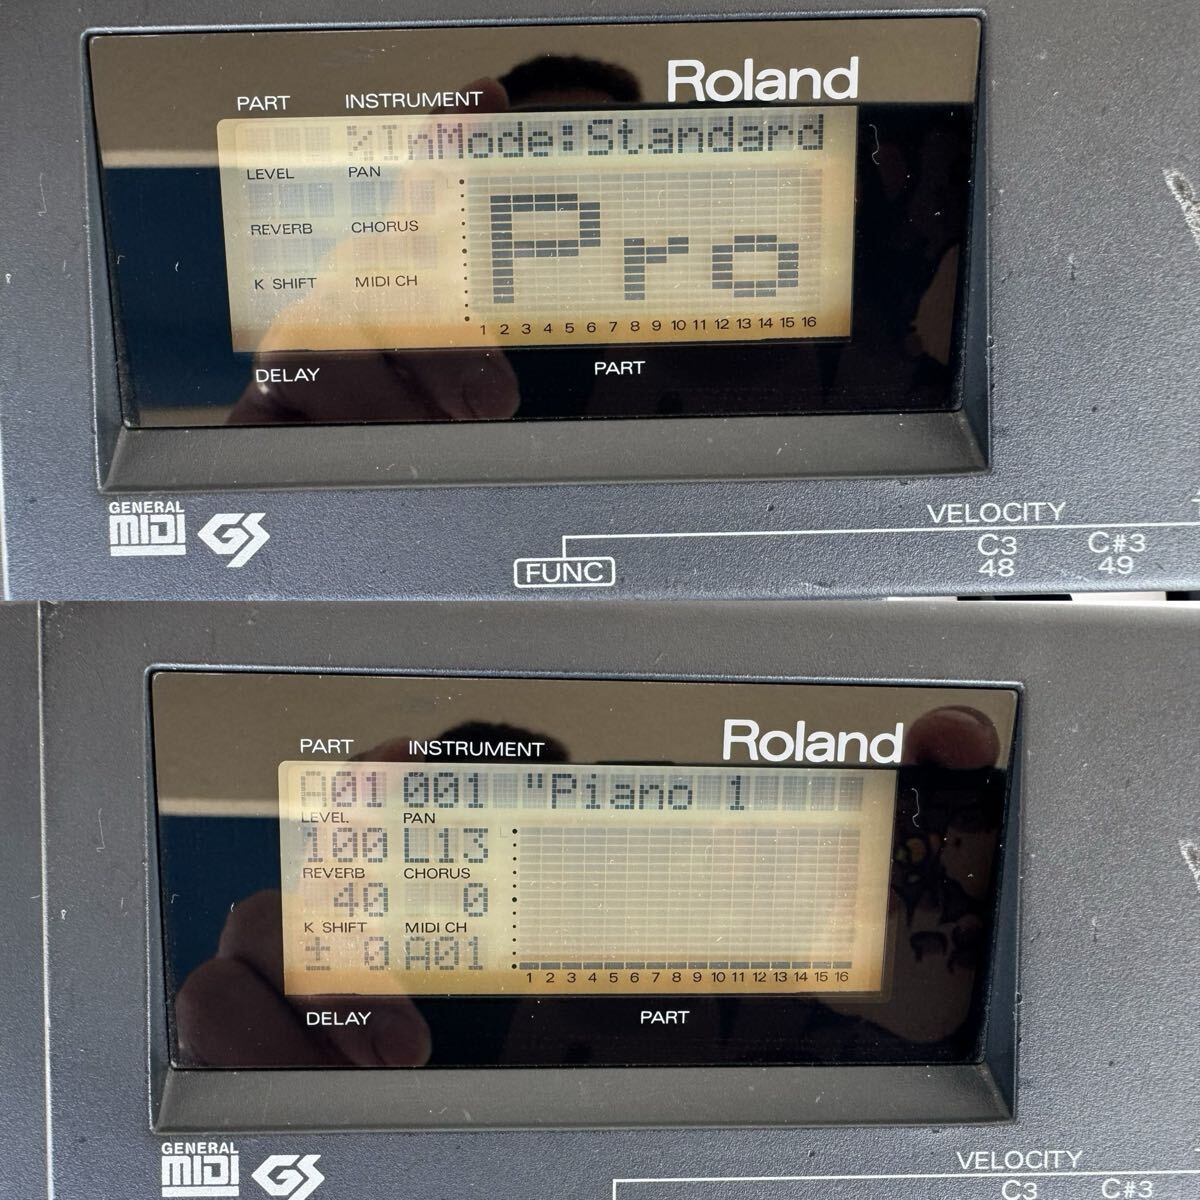 Roland
PART INSTRUMENT
%InMode:Standard
LEVEL PAN
REVERB CHORUS
K SHIFT MIDI CH
Pro
1 2 3 4 5 6 7 8 9 10 11 12 13 14 15 16
DELAY PART
GENERAL
MIDI GS
VELOCITY
C3 C#3
48 49
FUNC
Roland
PART INSTRUMENT
A01 001 "Piano 1
LEVEL PAN
100 L13
REVERB CHORUS
40 0
K SHIFT MIDI CH
± 0 A01
1 2 3 4 5 6 7 8 9 10 11 12 13 14 15 16
DELAY PART
GENERAL
MIDI GS
VELOCITY
C3 C#3